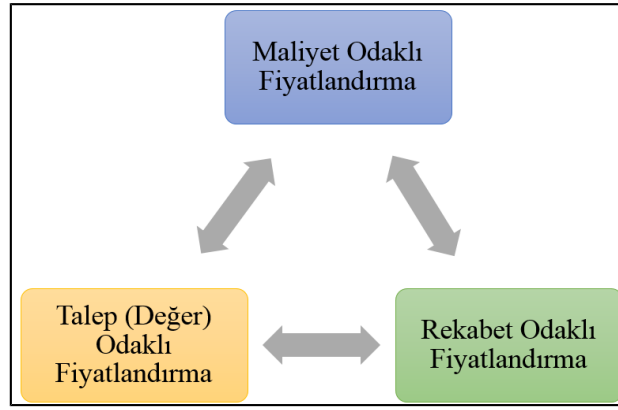 Maliyet Odaklı
Fiyatlandırma
Talep (Değer)
Odaklı
Fiyatlandırma
Rekabet Odaklı
Fiyatlandırma